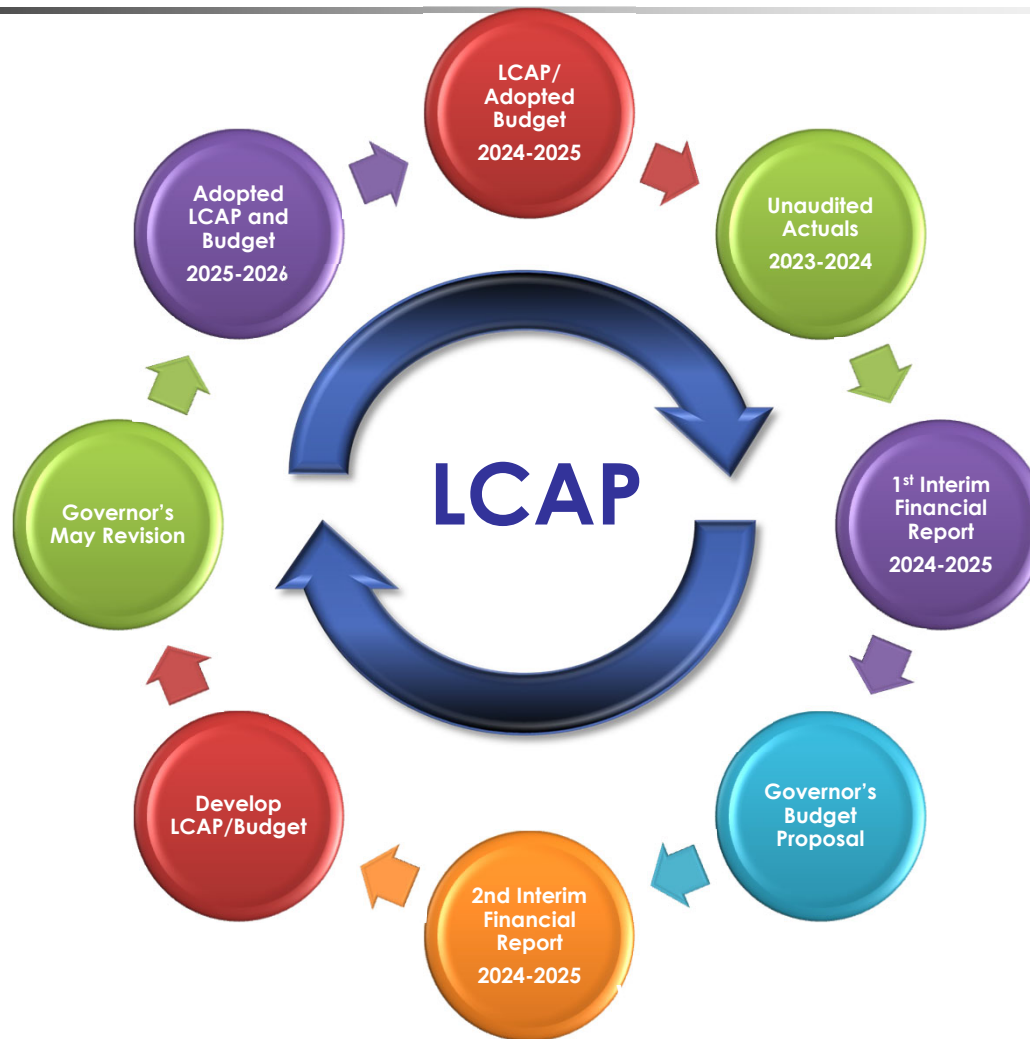 LCAP/
Adopted
Budget
2024-2025
Unaudited
Actuals
2023-2024
1st Interim
Financial
Report
2024-2025
Governor's
Budget
Proposal
2nd Interim
Financial
Report
2024-2025
Develop
LCAP/Budget
Governor's
May Revision
Adopted
LCAP and
Budget
2025-2026
LCAP